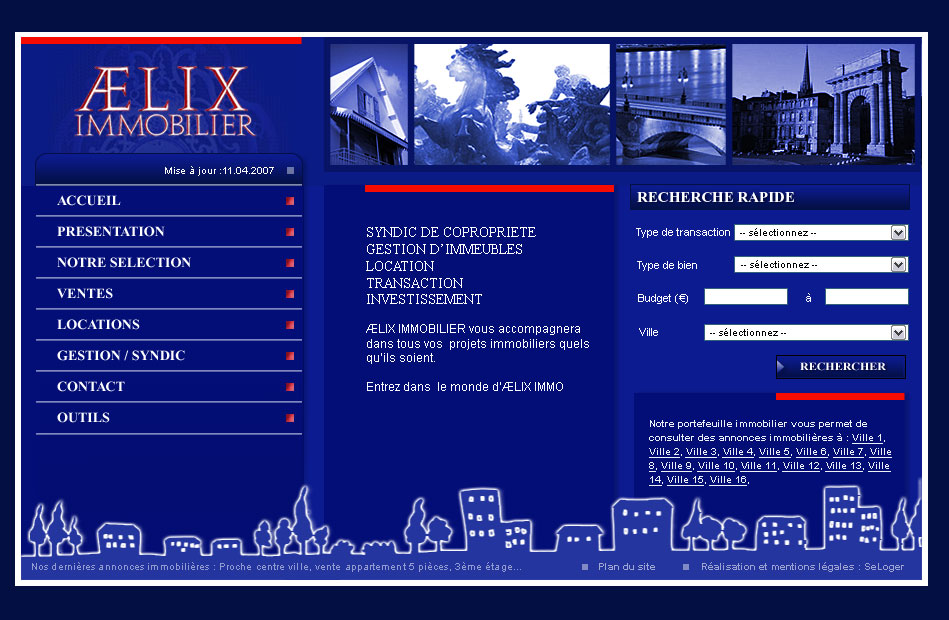 ÆLIX
IMMOBILIER
Mise à jour :11.04.2007
ACCUEIL
PRESENTATION
NOTRE SELECTION
VENTES
LOCATIONS
GESTION / SYNDIC
CONTACT
OUTILS
SYNDIC DE COPROPRIETE
GESTION D'IMMEUBLES
LOCATION
TRANSACTION
INVESTISSEMENT
ÆLIX IMMOBILIER vous accompagnera
dans tous vos projets immobiliers quels
qu'ils soient.
Entrez dans le monde d'ÆLIX IMMO
RECHERCHE RAPIDE
Type de transaction -- sélectionnez --
Type de bien -- sélectionnez --
Budget (€) à
Ville -- sélectionnez --
RECHERCHER
Notre portefeuille immobilier vous permet de
consulter des annonces immobilières à : Ville 1,
Ville 2, Ville 3, Ville 4, Ville 5, Ville 6, Ville 7, Ville
8, Ville 9, Ville 10, Ville 11, Ville 12, Ville 13, Ville
14, Ville 15, Ville 16,
Nos dernières annonces immobilières : Proche centre ville, vente appartement 5 pièces, 3ème étage...
Plan du site
Réalisation et mentions légales : SeLoger